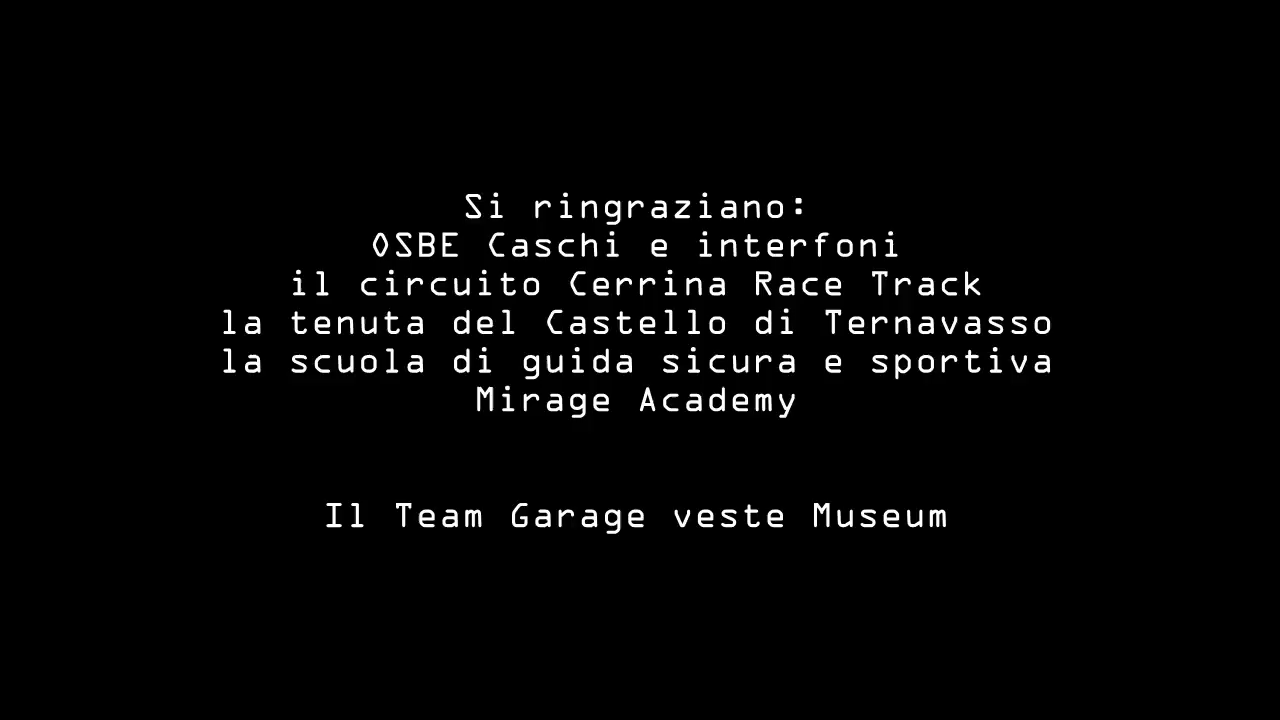 Si ringraziano:
OSBE Caschi e interfoni
il circuito Cerrina Race Track
la tenuta del Castello di Ternavasso
la scuola di guida sicura e sportiva
Mirage Academy
Il Team Garage veste Museum